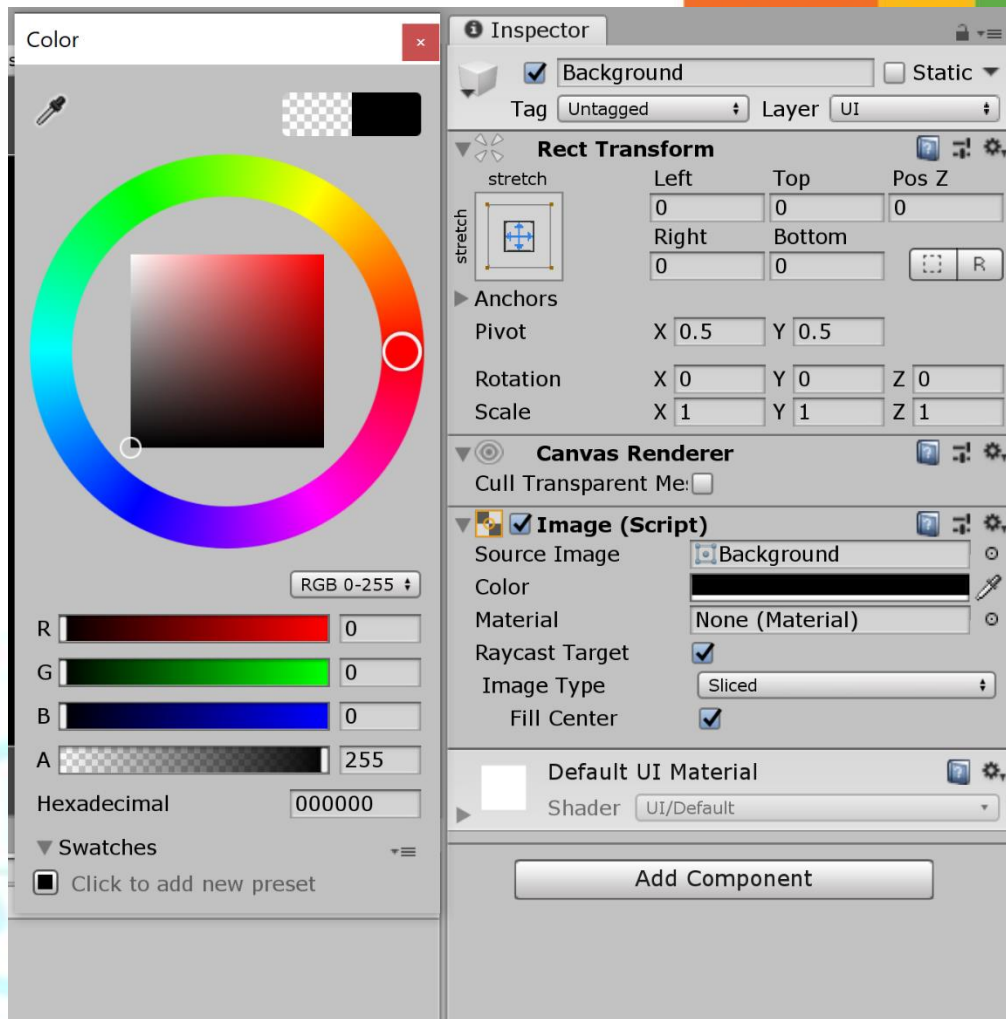 Color
RGB 0-255
R 0
G 0
B 0
A 255
Hexadecimal 000000
Swatches
Click to add new preset
Inspector
Background Static
Tag Untagged Layer UI
Rect Transform
stretch Left Top Pos Z
stretch 0 0 0
Right Bottom
0 0 R
Anchors
Pivot X 0.5 Y 0.5
Rotation X 0 Y 0 Z 0
Scale X 1 Y 1 Z 1
Canvas Renderer
Cull Transparent Me
Image (Script)
Source Image Background
Color
Material None (Material)
Raycast Target
Image Type Sliced
Fill Center
Default UI Material
Shader UI/Default
Add Component